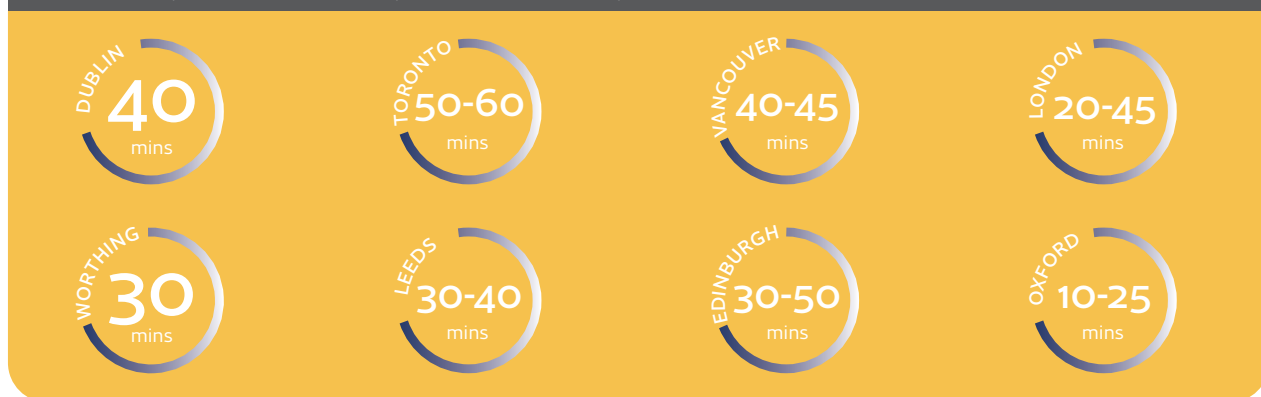 DUBLIN
40
mins
TORONTO
50-60
mins
VANCOUVER
40-45
mins
LONDON
20-45
mins
WORTHING
30
mins
LEEDS
30-40
mins
EDINBURGH
30-50
mins
OXFORD
10-25
mins